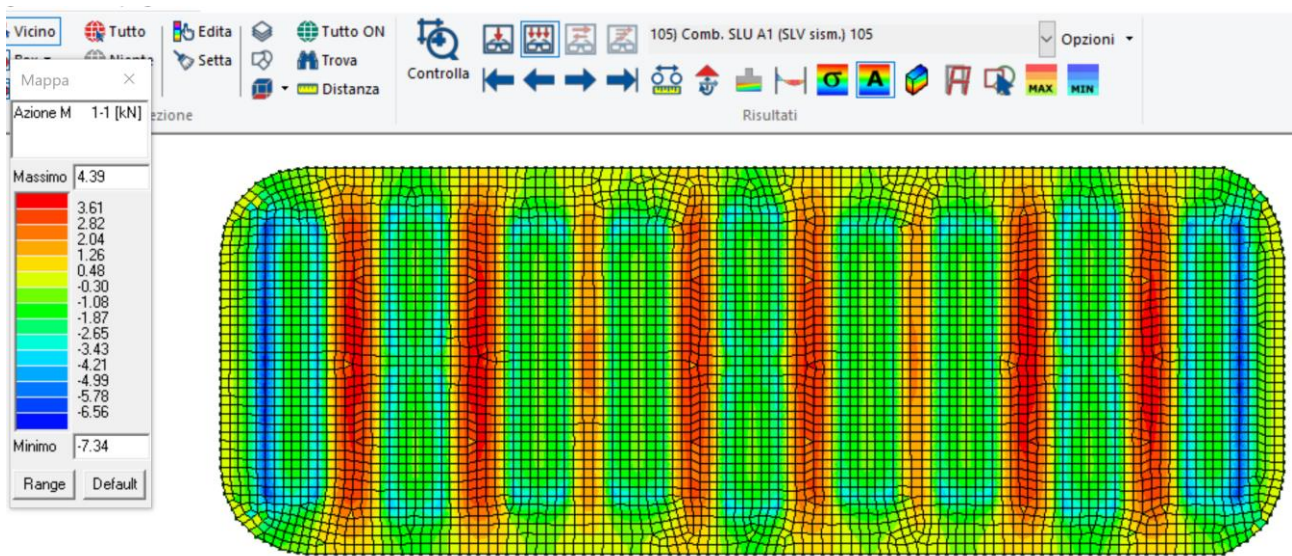 Vicino
Tutto
Edita
Tutto ON
105) Comb. SLU A1 (SLV sism.) 105
Opzioni
Niente
Setta
Trova
Controlla
Distanza
MAX
MIN
Risultati
Mappa
Azione M 1-1 [kN]
Massimo 4.39
3.61
2.82
2.04
1.26
0.48
-0.30
-1.08
-1.87
-2.65
-3.43
-4.21
-4.99
-5.78
-6.56
Minimo -7.34
Range Default
σ
A